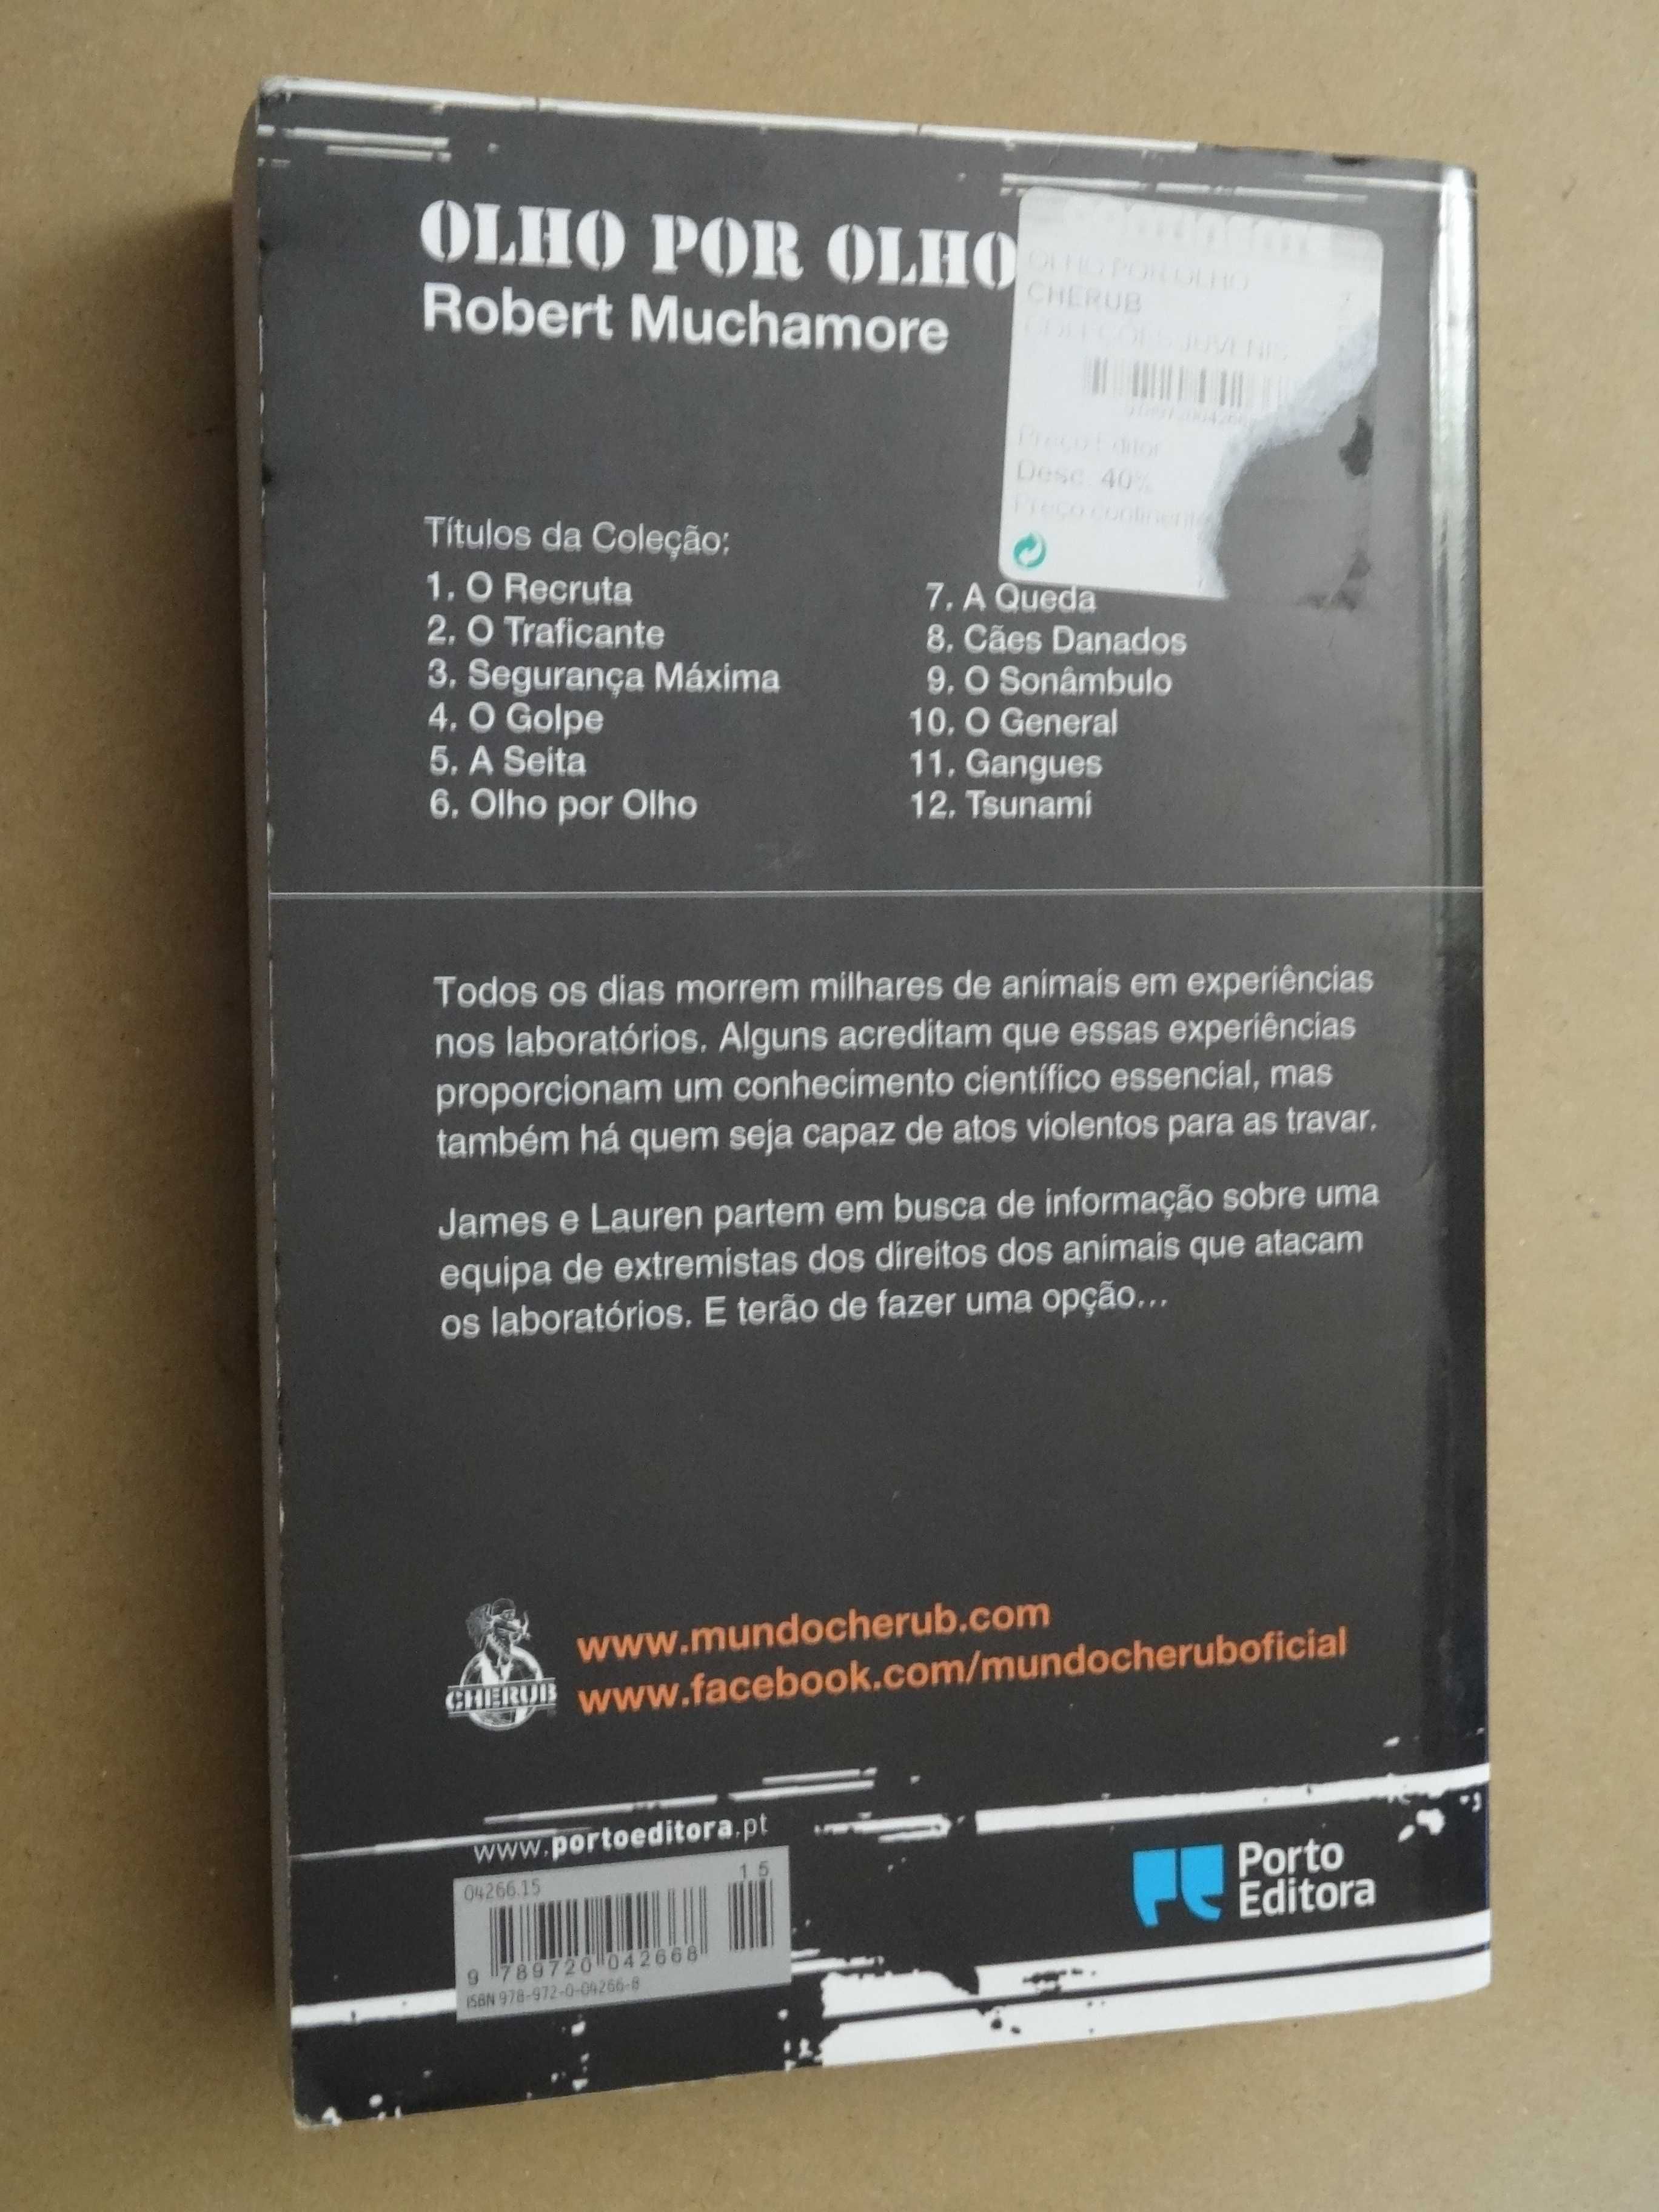 OLHO POR OLHO
Robert Muchamore
OLHO POR OLHO
CHERUB
COLEÇÕES JUVENIS
Preço Editor
Desc 40%
Preço continente
Títulos da Coleção:
1. O Recruta
2. O Traficante
3. Segurança Máxima
4. O Golpe
5. A Seita
6. Olho por Olho
7. A Queda
8. Cães Danados
9. O Sonâmbulo
10. O General
11. Gangues
12. Tsunami
Todos os dias morrem milhares de animais em experiências
nos laboratórios. Alguns acreditam que essas experiências
proporcionam um conhecimento científico essencial, mas
também há quem seja capaz de atos violentos para as travar.
James e Lauren partem em busca de informação sobre uma
equipa de extremistas dos direitos dos animais que atacam
os laboratórios. E terão de fazer uma opção...
CHERUB
www.mundocherub.com
www.facebook.com/mundocheruboficial
www.portoeditora.pt
04266.15
15
9 789720 042668
ISBN 978-972-0-04266-8
Porto
Editora